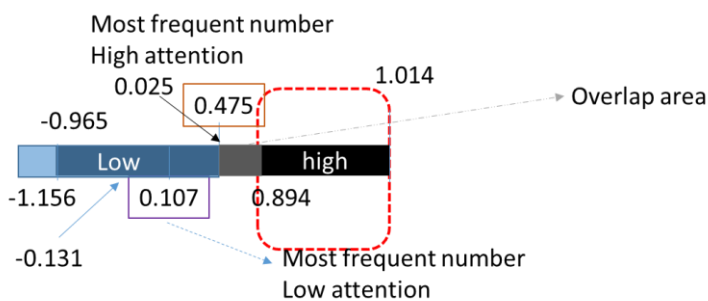 Most frequent number
High attention
0.025
0.475
1.014
Overlap area
-0.965
Low
high
-1.156
0.107
0.894
-0.131
Most frequent number
Low attention